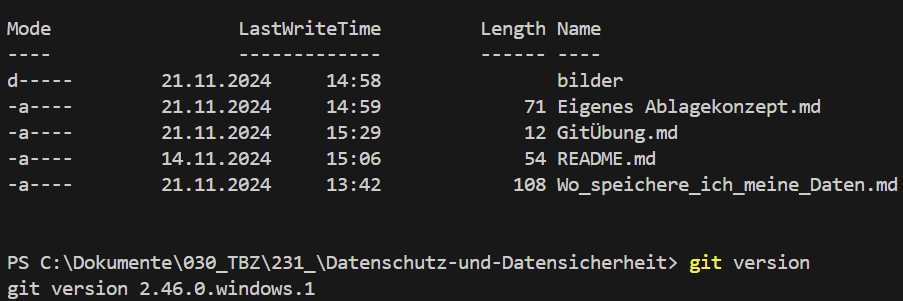 Mode LastWriteTime Length Name
---- ------------- ------ ----
d----- 21.11.2024 14:58 bilder
-a---- 21.11.2024 14:59 71 Eigenes Ablagekonzept.md
-a---- 21.11.2024 15:29 12 GitÜbung.md
-a---- 14.11.2024 15:06 54 README.md
-a---- 21.11.2024 13:42 108 Wo_speichere_ich_meine_Daten.md
PS C:\Dokumente\030_TBZ\231_\Datenschutz-und-Datensicherheit> git version
git version 2.46.0.windows.1